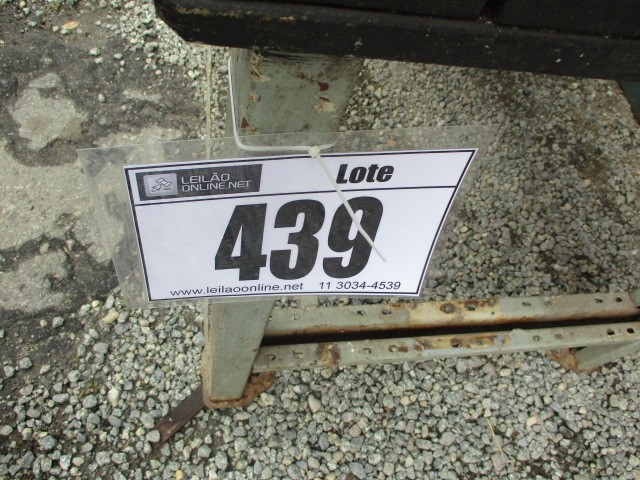 LEILÃO
ONLINE.NET
Lote
439
www.leilaoonline.net 11 3034-4539